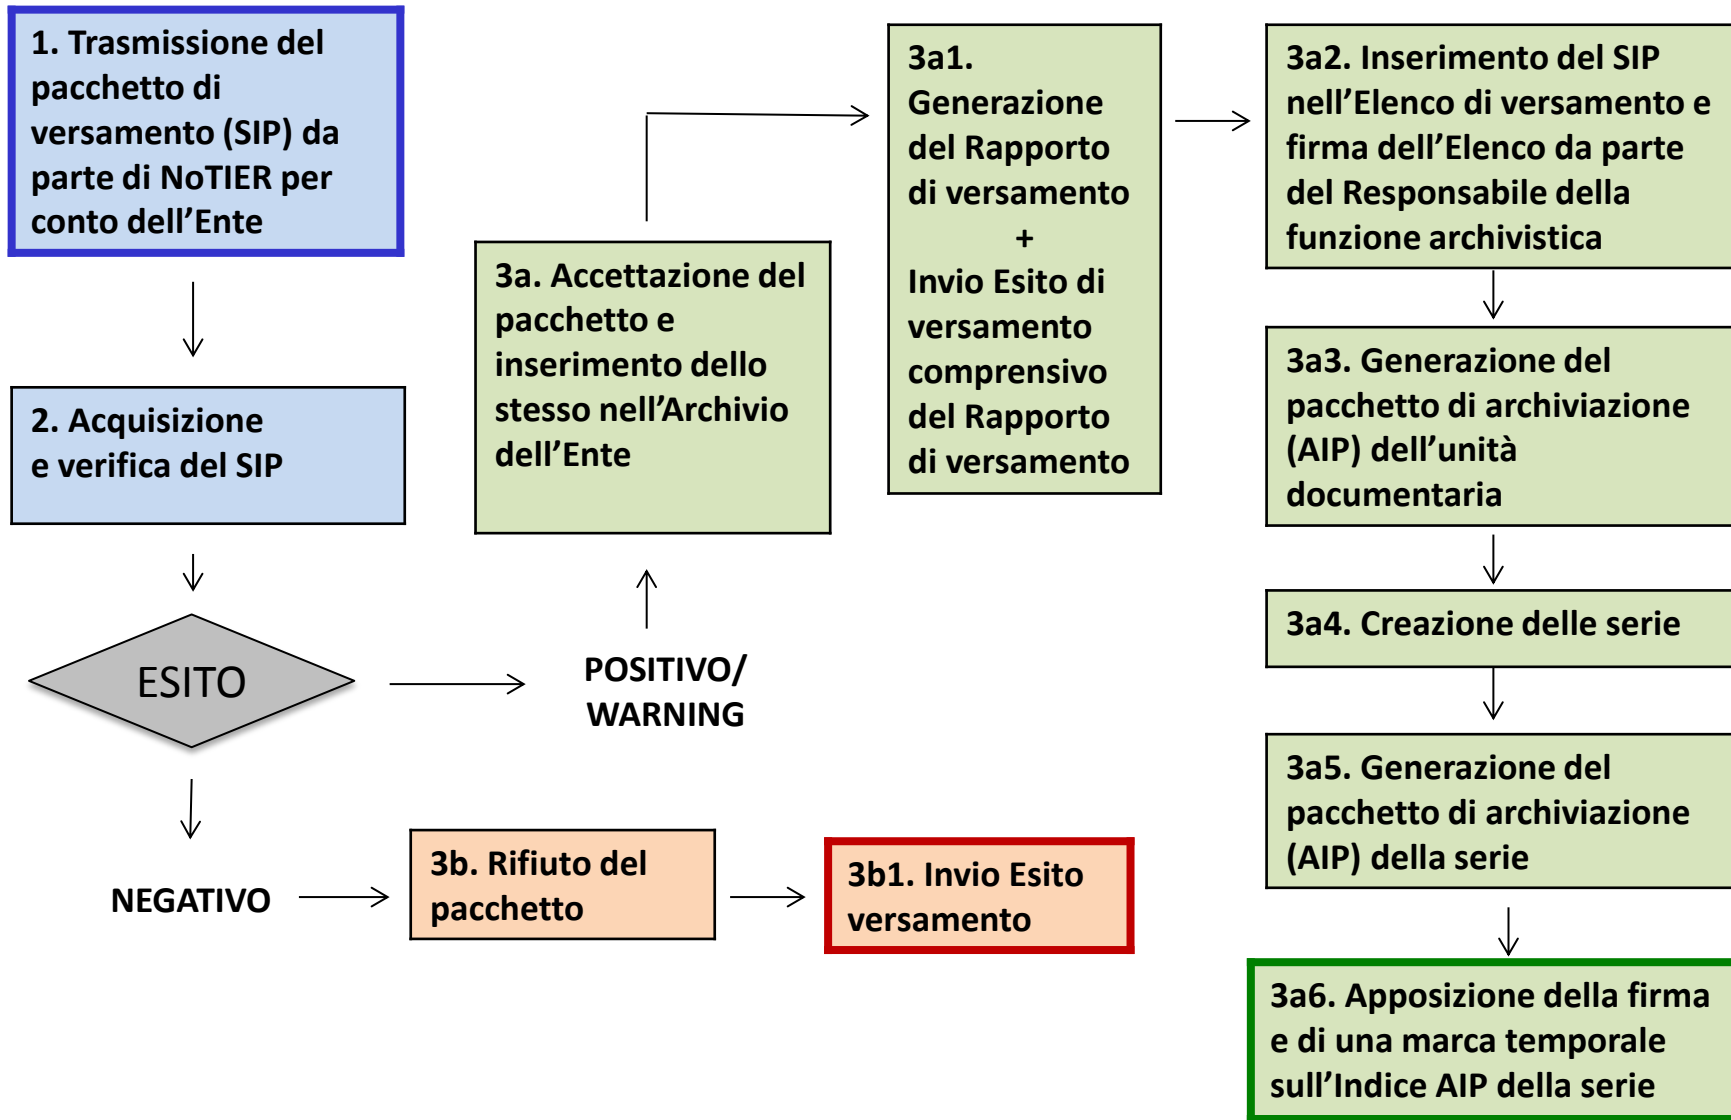 1. Trasmissione del
pacchetto di
versamento (SIP) da
parte di NoTIER per
conto dell’Ente
2. Acquisizione
e verifica del SIP
ESITO
POSITIVO/
WARNING
NEGATIVO
3a. Accettazione del
pacchetto e
inserimento dello
stesso nell’Archivio
dell’Ente
3b. Rifiuto del
pacchetto
3b1. Invio Esito
versamento
3a1.
Generazione
del Rapporto
di versamento
+
Invio Esito di
versamento
comprensivo
del Rapporto
di versamento
3a2. Inserimento del SIP
nell’Elenco di versamento e
firma dell’Elenco da parte
del Responsabile della
funzione archivistica
3a3. Generazione del
pacchetto di archiviazione
(AIP) dell’unità
documentaria
3a4. Creazione delle serie
3a5. Generazione del
pacchetto di archiviazione
(AIP) della serie
3a6. Apposizione della firma
e di una marca temporale
sull’Indice AIP della serie